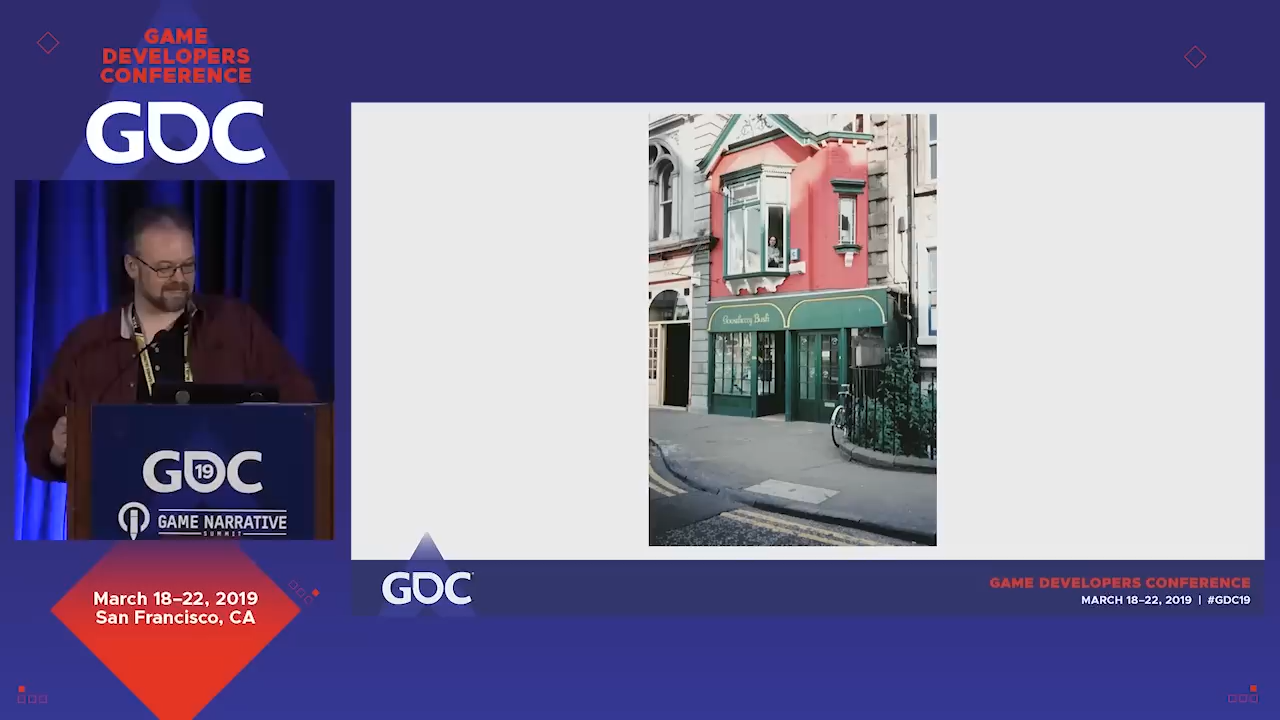 GAME
DEVELOPERS
CONFERENCE
GDC
GDC
19
GAME NARRATIVE
SUMMIT
March 18–22, 2019
San Francisco, CA
Gooseberry Bush
GDC
GAME DEVELOPERS CONFERENCE
MARCH 18–22, 2019 | #GDC19